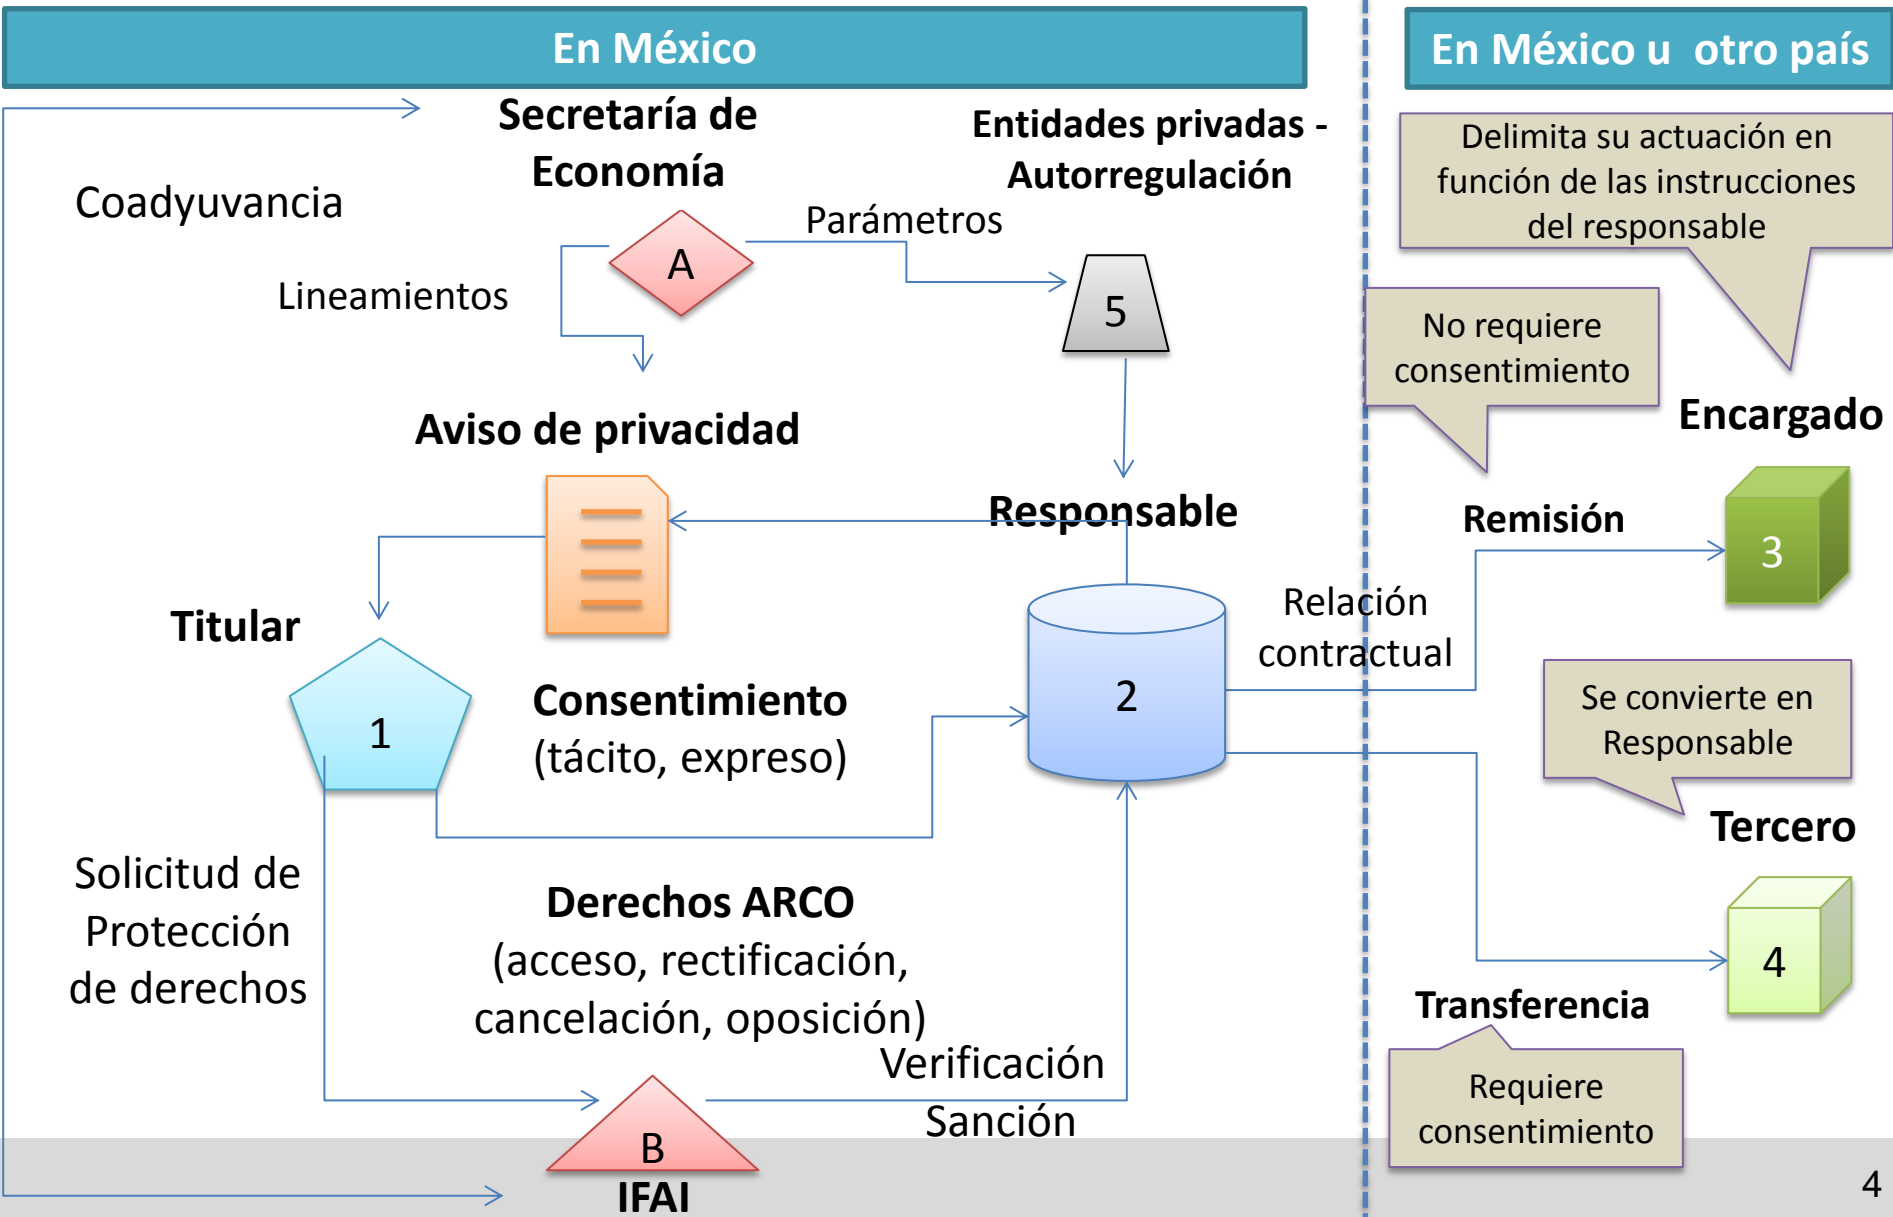 En México
En México u  otro país
Secretaría de
Economía
Entidades privadas -
Autorregulación
Delimita su actuación en
función de las instrucciones
del responsable
Coadyuvancia
Parámetros
A
Lineamientos
5
No requiere
consentimiento
Aviso de privacidad
Encargado
Responsable
Remisión
3
Titular
Relación
contractual
1
Consentimiento
(tácito, expreso)
2
Se convierte en
Responsable
Tercero
Solicitud de
Protección
de derechos
Derechos ARCO
(acceso, rectificación,
cancelación, oposición)
4
Transferencia
Verificación
Sanción
Requiere
consentimiento
B
IFAI
4